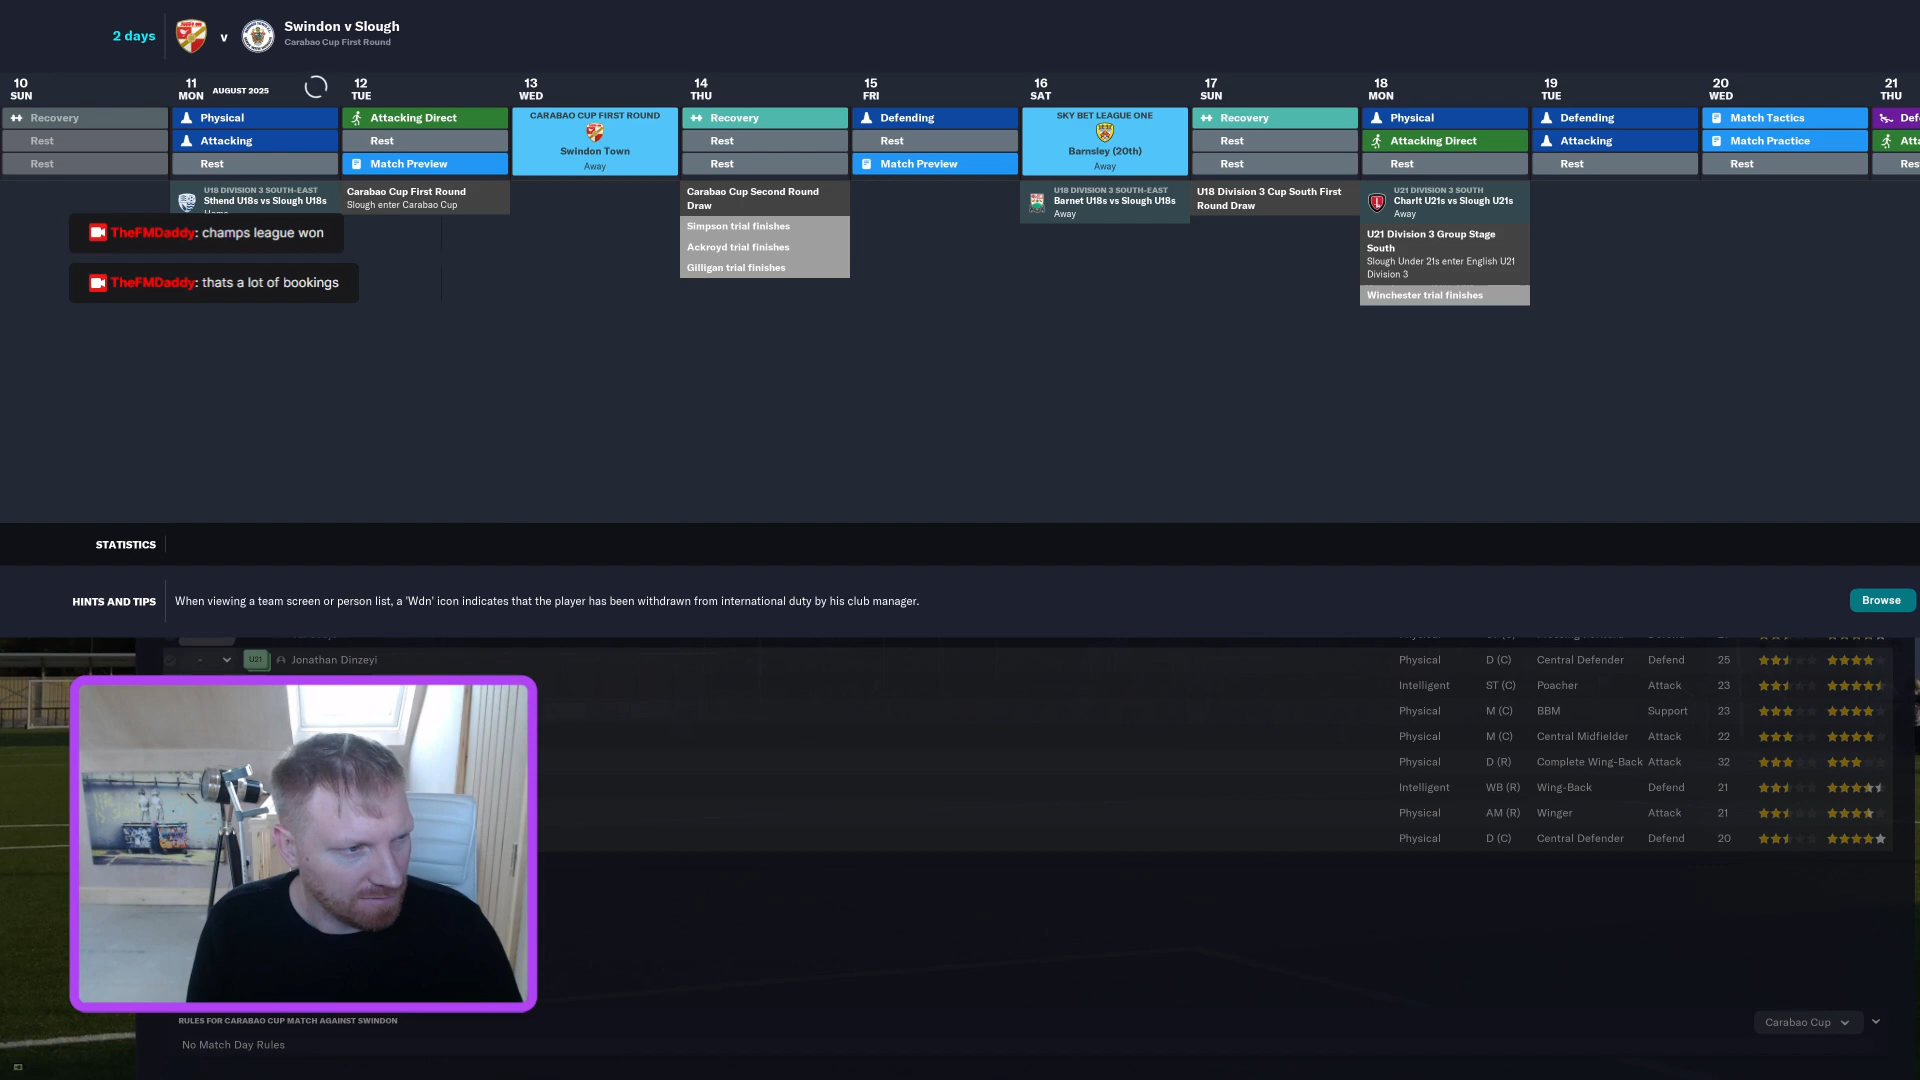 2 days
v
Swindon v Slough
Carabao Cup First Round
10
SUN
11
MON
AUGUST 2025
12
TUE
13
WED
14
THU
15
FRI
16
SAT
17
SUN
18
MON
19
TUE
20
WED
21
THU
Recovery
Rest
Rest
Physical
Attacking
Rest
Attacking Direct
Rest
Match Preview
CARABAO CUP FIRST ROUND
Swindon Town
Away
Recovery
Rest
Rest
Defending
Rest
Match Preview
SKY BET LEAGUE ONE
Barnsley (20th)
Away
Recovery
Rest
Rest
Physical
Attacking Direct
Rest
Defending
Attacking
Rest
Match Tactics
Match Practice
Rest
U18 DIVISION 3 SOUTH-EAST
Sthend U18s vs Slough U18s
Carabao Cup First Round
Slough enter Carabao Cup
Carabao Cup Second Round
Draw
Simpson trial finishes
Ackroyd trial finishes
Gilligan trial finishes
U18 DIVISION 3 SOUTH-EAST
Barnet U18s vs Slough U18s
Away
U18 Division 3 Cup South First
Round Draw
U21 DIVISION 3 SOUTH
Charlt U21s vs Slough U21s
Away
U21 Division 3 Group Stage
South
Slough Under 21s enter English U21
Division 3
Winchester trial finishes
TheFMDaddy: champs league won
TheFMDaddy: thats a lot of bookings
STATISTICS
HINTS AND TIPS
When viewing a team screen or person list, a 'Wdn' icon indicates that the player has been withdrawn from international duty by his club manager.
Browse
- U21 Jonathan Dinzeyi Physical D (C) Central Defender Defend 25
Intelligent ST (C) Poacher Attack 23
Physical M (C) BBM Support 23
Physical M (C) Central Midfielder Attack 22
Physical D (R) Complete Wing-Back Attack 32
Intelligent WB (R) Wing-Back Defend 21
Physical AM (R) Winger Attack 21
Physical D (C) Central Defender Defend 20
RULES FOR CARABAO CUP MATCH AGAINST SWINDON
Carabao Cup
No Match Day Rules